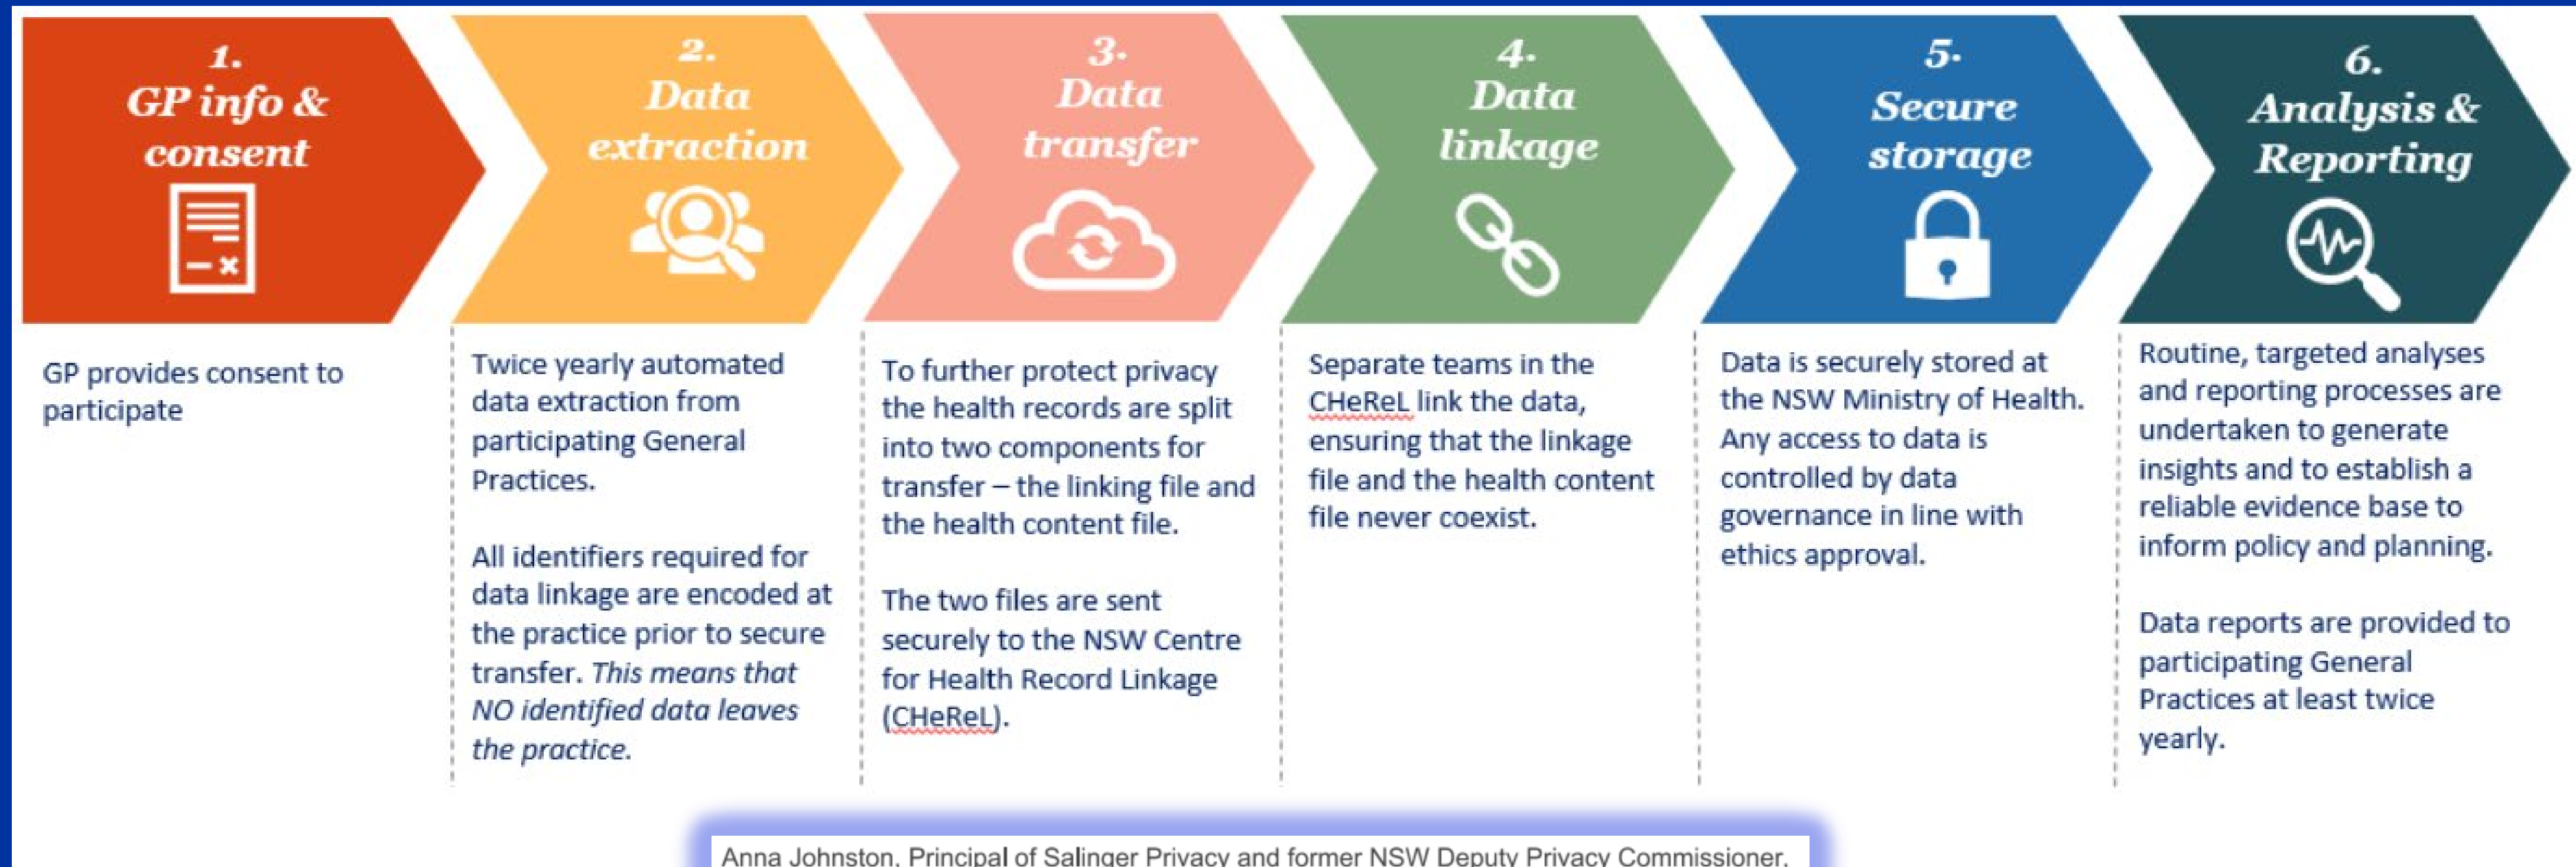 1.
GP info &
consent
GP provides consent to
participate
2.
Data
extraction
Twice yearly automated
data extraction from
participating General
Practices.
All identifiers required for
data linkage are encoded at
the practice prior to secure
transfer. This means that
NO identified data leaves
the practice.
3.
Data
transfer
To further protect privacy
the health records are split
into two components for
transfer – the linking file and
the health content file.
The two files are sent
securely to the NSW Centre
for Health Record Linkage
(CHeReL).
4.
Data
linkage
Separate teams in the
CHeReL link the data,
ensuring that the linkage
file and the health content
file never coexist.
5.
Secure
storage
Data is securely stored at
the NSW Ministry of Health.
Any access to data is
controlled by data
governance in line with
ethics approval.
6.
Analysis &
Reporting
Routine, targeted analyses
and reporting processes are
undertaken to generate
insights and to establish a
reliable evidence base to
inform policy and planning.
Data reports are provided to
participating General
Practices at least twice
yearly.
Anna Johnston, Principal of Salinger Privacy and former NSW Deputy Privacy Commissioner,